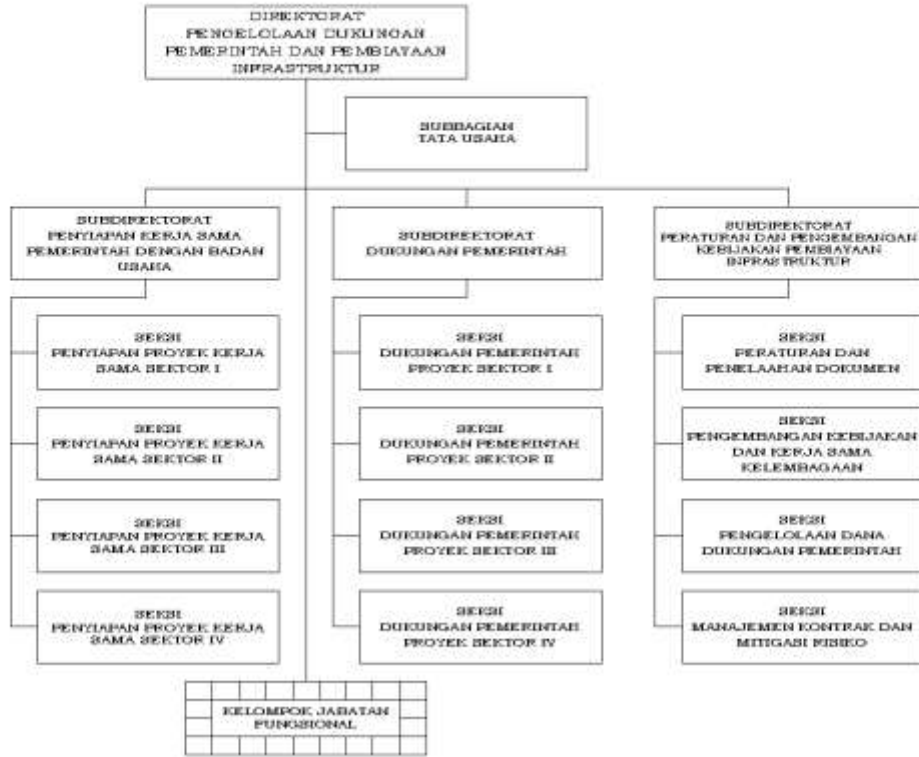 DIREKTORAT
PENGELOLAAN DUKUNGAN
PEMERINTAH DAN PEMBIAYAAN
INFRASTRUKTUR
SUBBAGIAN
TATA USAHA
SUBDIREKTORAT
PENYIAPAN KERJA SAMA
PEMERINTAH DENGAN BADAN
USAHA
SUBDIREKTORAT
DUKUNGAN PEMERINTAH
SUBDIREKTORAT
PERATURAN DAN PENGEMBANGAN
KEBIJAKAN PEMBIAYAAN
INFRASTRUKTUR
SEKSI
PENYIAPAN PROYEK KERJA
SAMA SEKTOR I
SEKSI
DUKUNGAN PEMERINTAH
PROYEK SEKTOR I
SEKSI
PERATURAN DAN
PENELAAHAN DOKUMEN
SEKSI
PENYIAPAN PROYEK KERJA
SAMA SEKTOR II
SEKSI
DUKUNGAN PEMERINTAH
PROYEK SEKTOR II
SEKSI
PENGEMBANGAN KEBIJAKAN
DAN KERJA SAMA
KELEMBAGAAN
SEKSI
PENYIAPAN PROYEK KERJA
SAMA SEKTOR III
SEKSI
DUKUNGAN PEMERINTAH
PROYEK SEKTOR III
SEKSI
PENGELOLAAN DANA
DUKUNGAN PEMERINTAH
SEKSI
PENYIAPAN PROYEK KERJA
SAMA SEKTOR IV
SEKSI
DUKUNGAN PEMERINTAH
PROYEK SEKTOR IV
SEKSI
MANAJEMEN KONTRAK DAN
MITIGASI RISIKO
KELOMPOK JABATAN
FUNGSIONAL